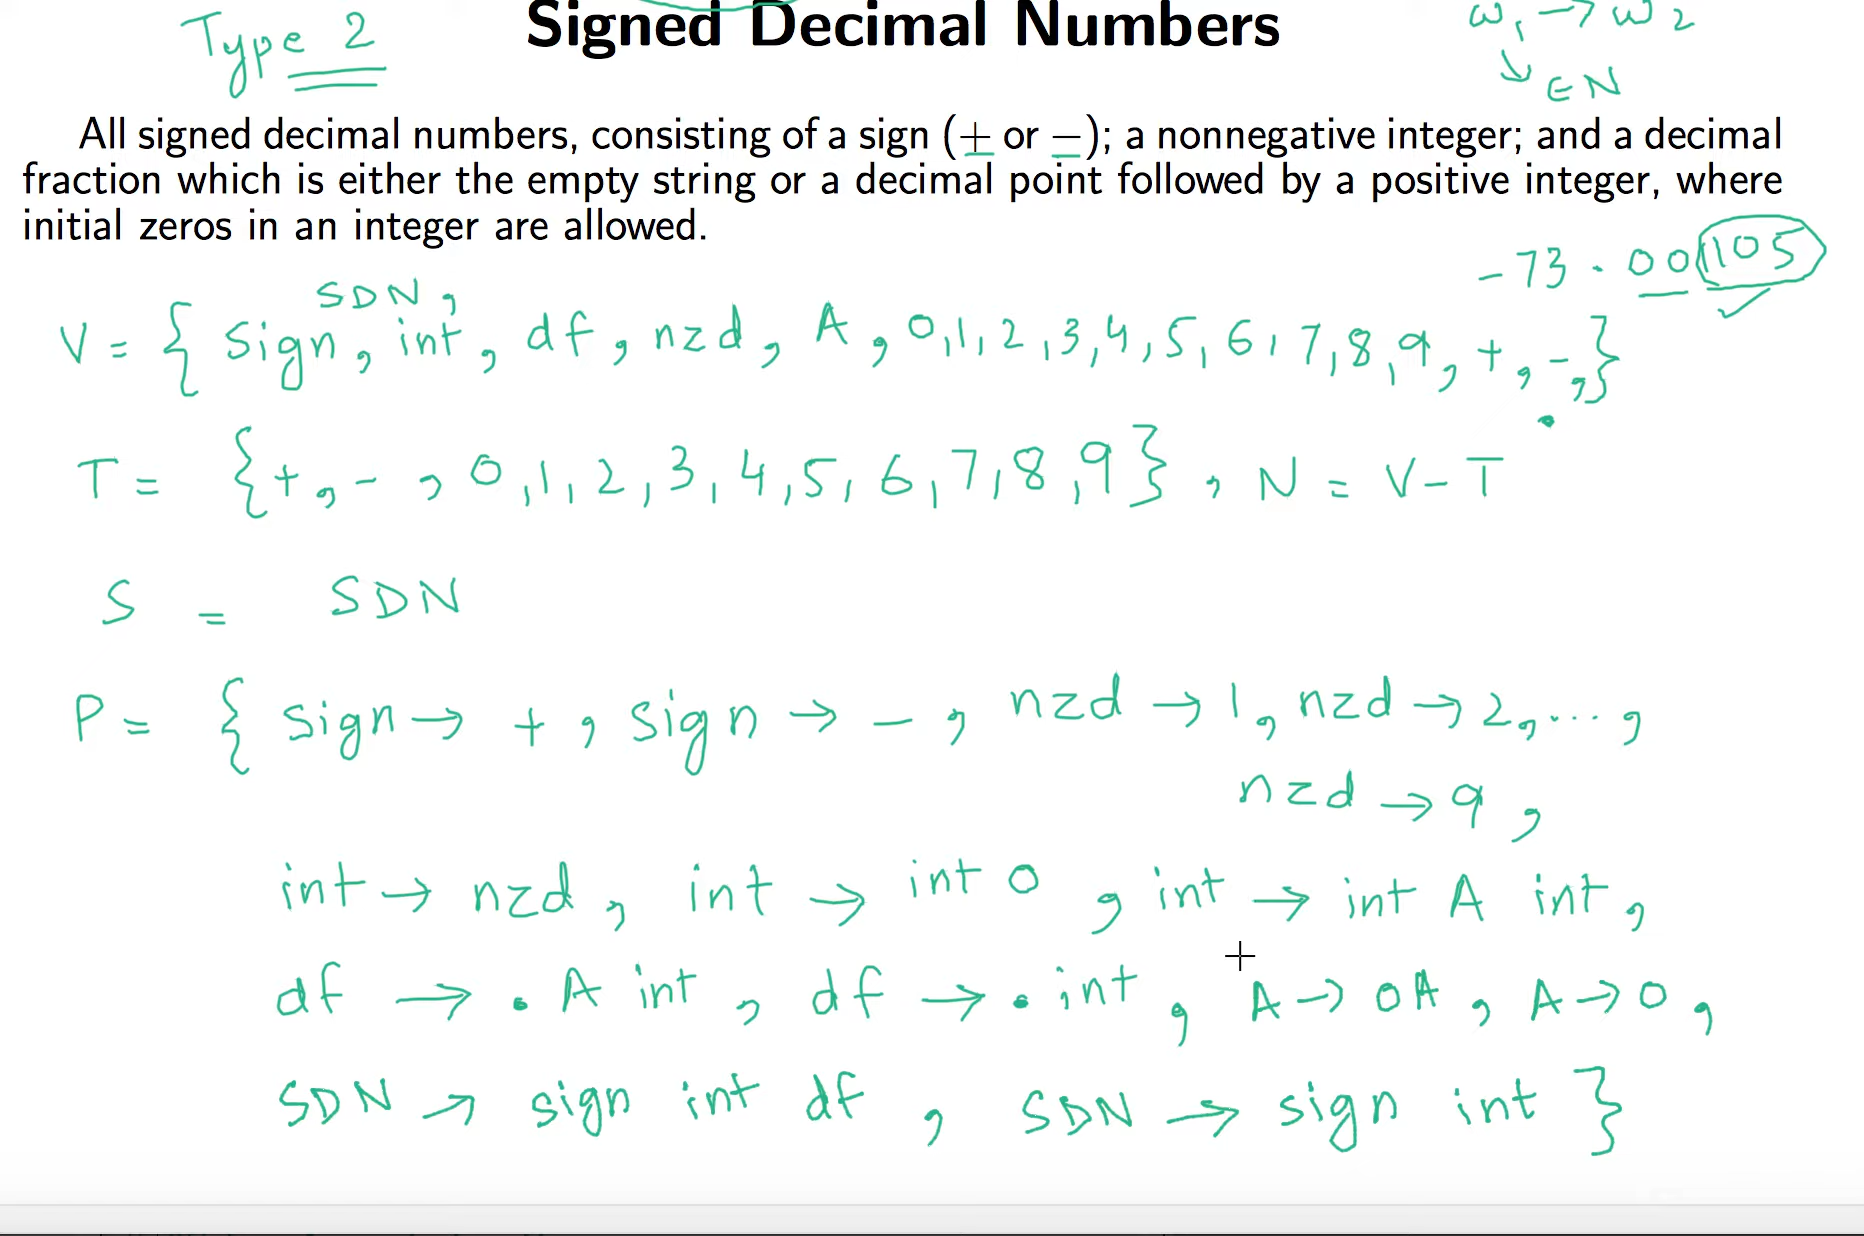 Type 2 Signed Decimal Numbers ω₁ → ω₂
↓ ∈ N
All signed decimal numbers, consisting of a sign (+ or −); a nonnegative integer; and a decimal
fraction which is either the empty string or a decimal point followed by a positive integer, where
initial zeros in an integer are allowed.
-73.001105
SDN,
V = { sign, int, df, nzd, A, 0,1,2,3,4,5,6,7,8,9, +, -, . }
T = {+, -, 0,1,2,3,4,5,6,7,8,9}, N = V-T
S = SDN
P = { sign → +, sign → -, nzd → 1, nzd → 2, ..., 
nzd → 9,
int → nzd, int → int 0, int → int A int,
df → . A int, df → . int, A → 0A, A → 0,
SDN → sign int df, SDN → sign int }